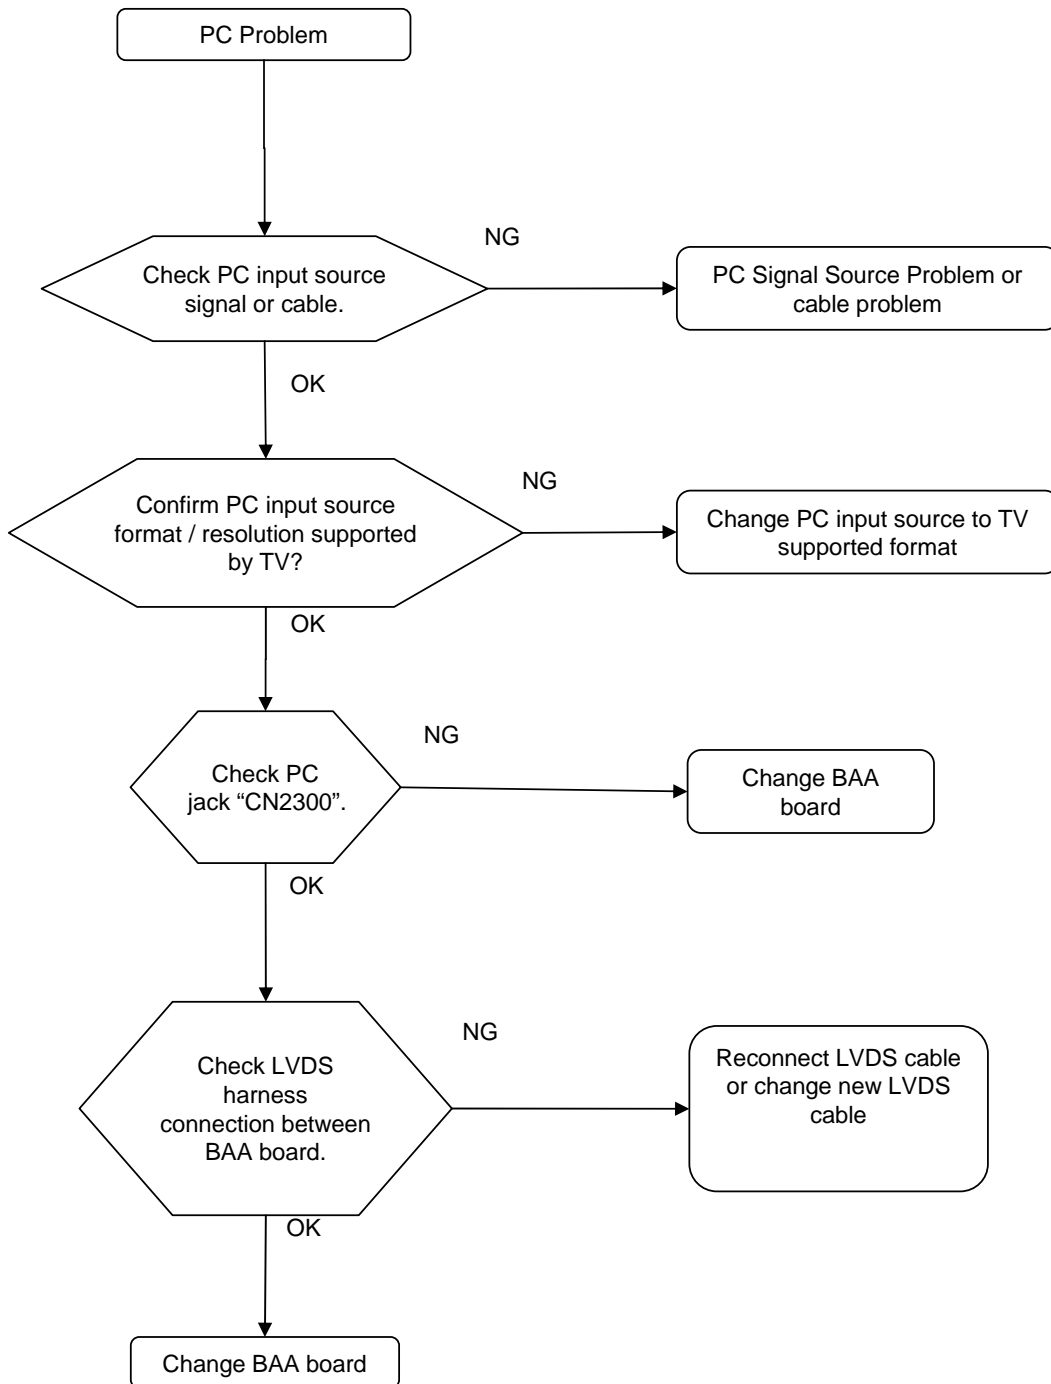 PC Problem
Check PC input source
signal or cable.
NG
PC Signal Source Problem or
cable problem
OK
Confirm PC input source
format / resolution supported
by TV?
NG
Change PC input source to TV
supported format
OK
Check PC
jack “CN2300”.
NG
Change BAA
board
OK
Check LVDS
harness
connection between
BAA board.
NG
Reconnect LVDS cable
or change new LVDS
cable
OK
Change BAA board